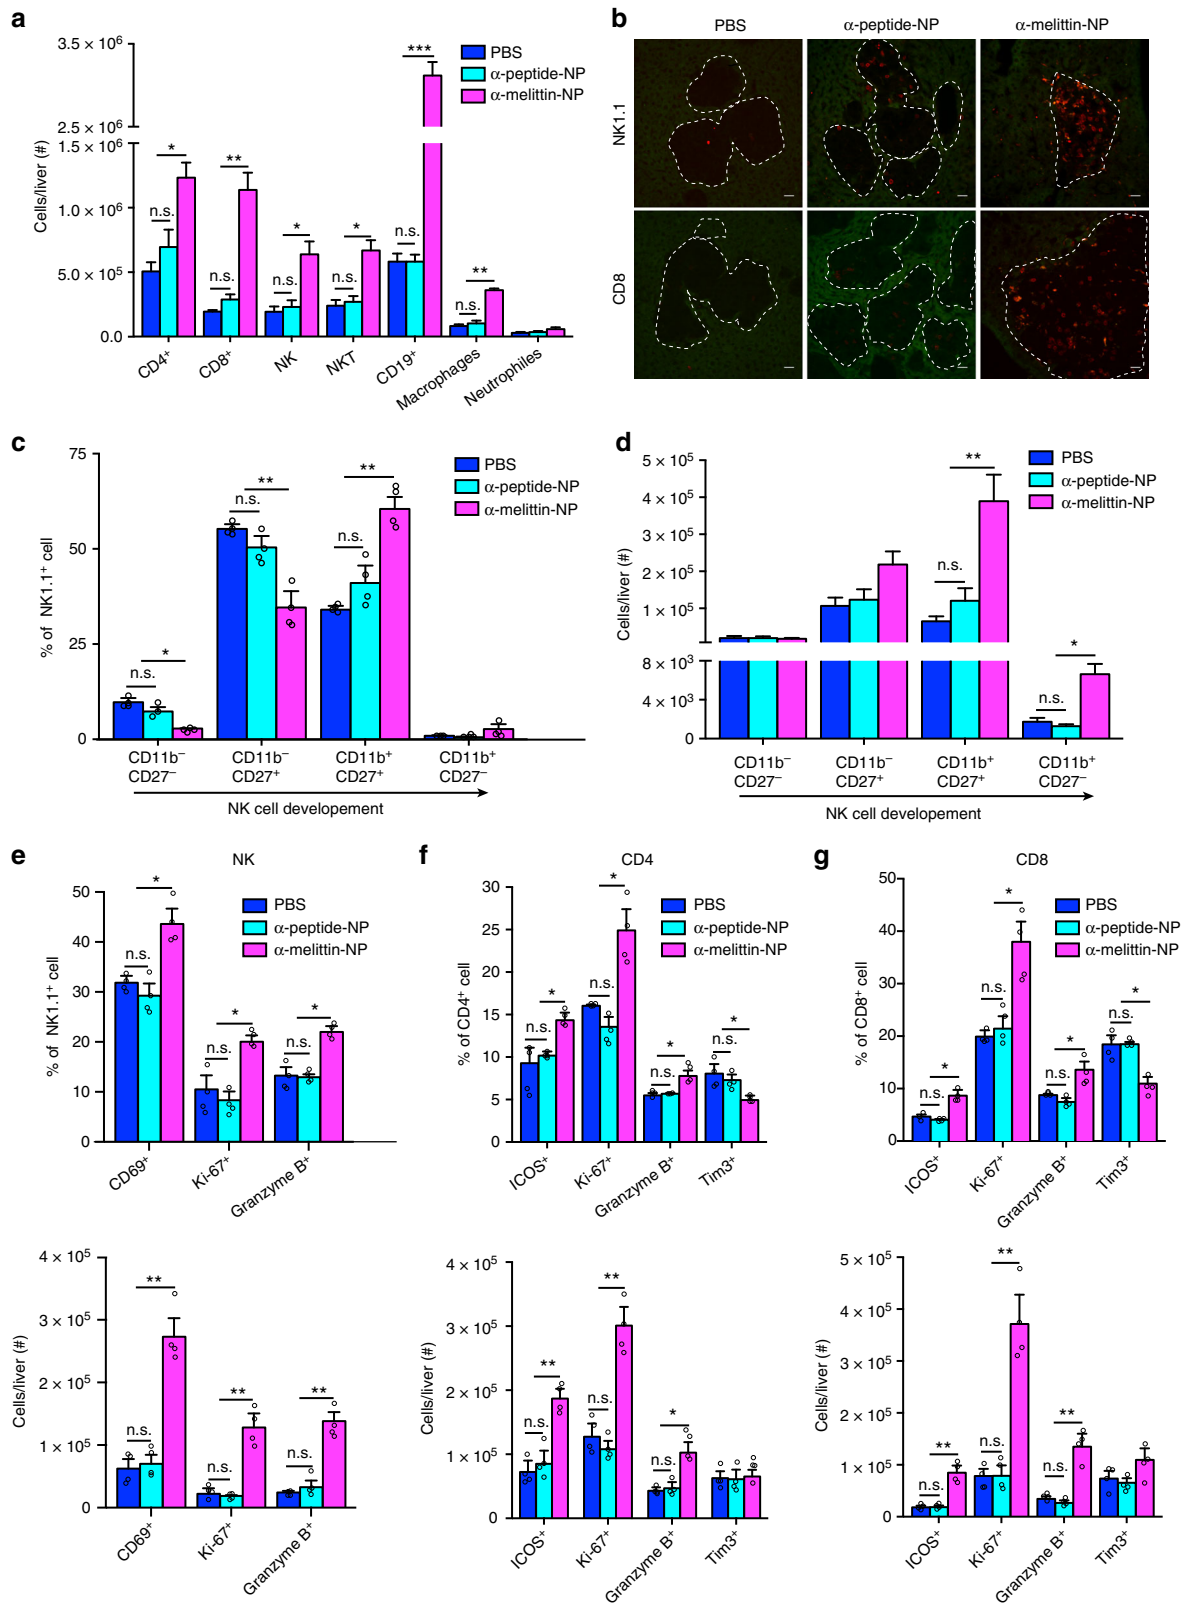 a
3.5 × 10⁶
2.5 × 10⁶
1.5 × 10⁶
1.0 × 10⁶
5.0 × 10⁵
0.0
Cells/liver (#)
PBS
α-peptide-NP
α-melittin-NP
* ** * * *** **
n.s. n.s. n.s. n.s. n.s. n.s.
CD4⁺ CD8⁺ NK NKT CD19⁺ Macrophages Neutrophiles
b
PBS α-peptide-NP α-melittin-NP
NK1.1
CD8
c
75
50
25
0
% of NK1.1⁺ cell
PBS
α-peptide-NP
α-melittin-NP
* ** **
n.s. n.s. n.s.
CD11b⁻ CD11b⁻ CD11b⁺ CD11b⁺
CD27⁻ CD27⁺ CD27⁺ CD27⁻
NK cell developement
d
5 × 10⁵
4 × 10⁵
3 × 10⁵
2 × 10⁵
1 × 10⁵
8 × 10³
4 × 10³
0
Cells/liver (#)
PBS
α-peptide-NP
α-melittin-NP
** *
n.s. n.s.
CD11b⁻ CD11b⁻ CD11b⁺ CD11b⁺
CD27⁻ CD27⁺ CD27⁺ CD27⁻
NK cell developement
e
NK
50
40
30
20
10
0
% of NK1.1⁺ cell
PBS
α-peptide-NP
α-melittin-NP
* * *
n.s. n.s. n.s.
CD69⁺ Ki-67⁺ Granzyme B⁺
4 × 10⁵
3 × 10⁵
2 × 10⁵
1 × 10⁵
0
Cells/liver (#)
** ** **
n.s. n.s. n.s.
CD69⁺ Ki-67⁺ Granzyme B⁺
f
CD4
30
25
20
15
10
5
0
% of CD4⁺ cell
PBS
α-peptide-NP
α-melittin-NP
* * * *
n.s. n.s. n.s. n.s.
ICOS⁺ Ki-67⁺ Granzyme B⁺ Tim3⁺
4 × 10⁵
3 × 10⁵
2 × 10⁵
1 × 10⁵
0
Cells/liver (#)
** ** *
n.s. n.s. n.s.
ICOS⁺ Ki-67⁺ Granzyme B⁺ Tim3⁺
g
CD8
50
40
30
20
10
0
% of CD8⁺ cell
PBS
α-peptide-NP
α-melittin-NP
* * * *
n.s. n.s. n.s. n.s.
ICOS⁺ Ki-67⁺ Granzyme B⁺ Tim3⁺
5 × 10⁵
4 × 10⁵
3 × 10⁵
2 × 10⁵
1 × 10⁵
0
Cells/liver (#)
** ** **
n.s. n.s. n.s.
ICOS⁺ Ki-67⁺ Granzyme B⁺ Tim3⁺